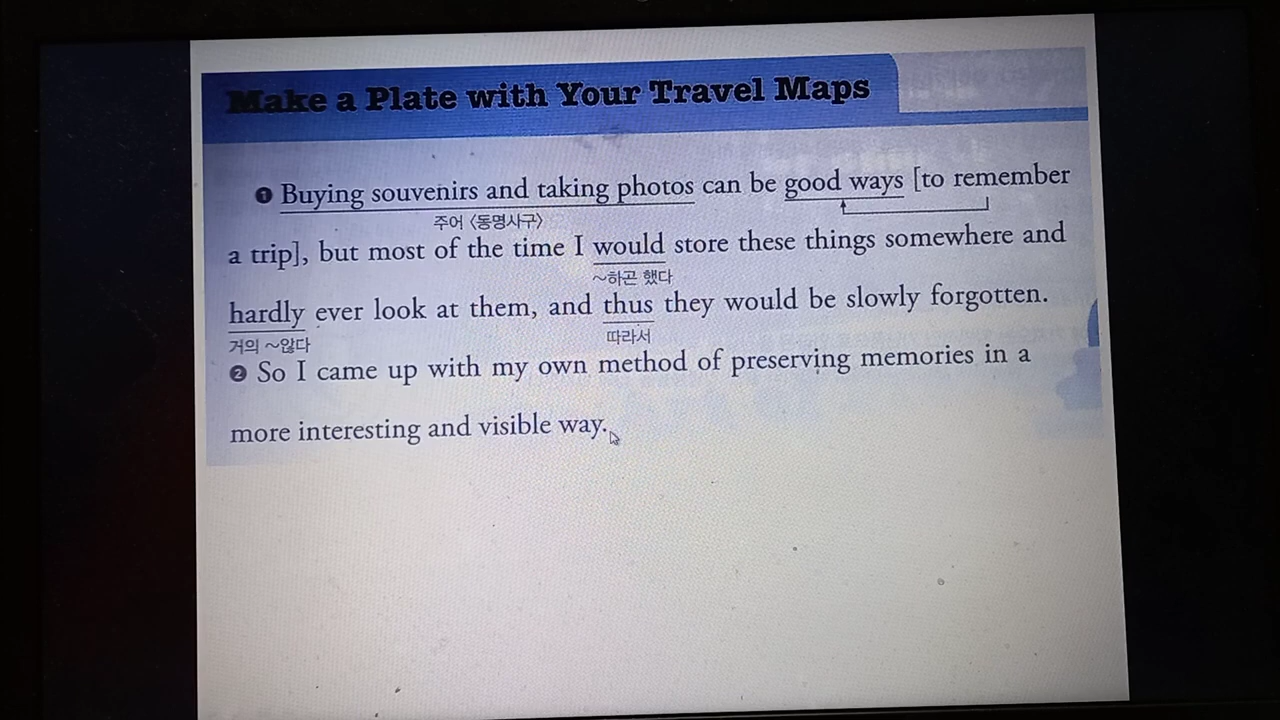 Make a Plate with Your Travel Maps
❶ Buying souvenirs and taking photos can be good ways [to remember
주어 〈동명사구〉
a trip], but most of the time I would store these things somewhere and
~하곤 했다
hardly ever look at them, and thus they would be slowly forgotten.
거의 ~않다 따라서
❷ So I came up with my own method of preserving memories in a
more interesting and visible way.